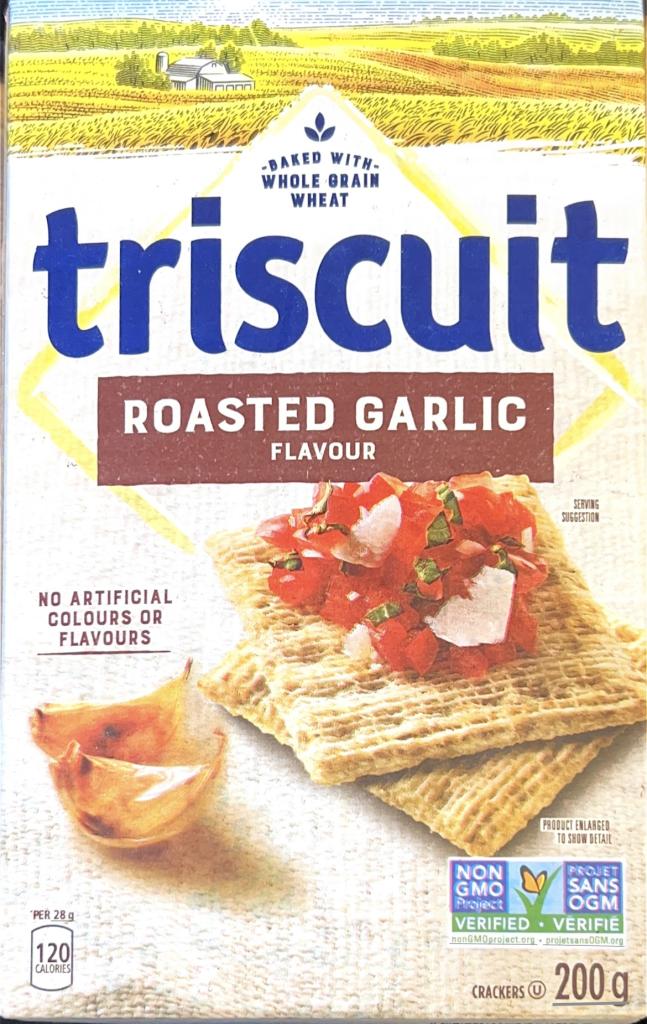 -BAKED WITH-
WHOLE GRAIN
WHEAT
triscuit
ROASTED GARLIC
FLAVOUR
SERVING
SUGGESTION
NO ARTIFICIAL
COLOURS OR
FLAVOURS
PRODUCT ENLARGED
TO SHOW DETAIL
NON
GMO
Project
PROJET
SANS
OGM
VERIFIED • VÉRIFIÉ
nonGMOproject.org • projetsansOGM.org
PER 28 g
120
CALORIES
CRACKERS U 200 g